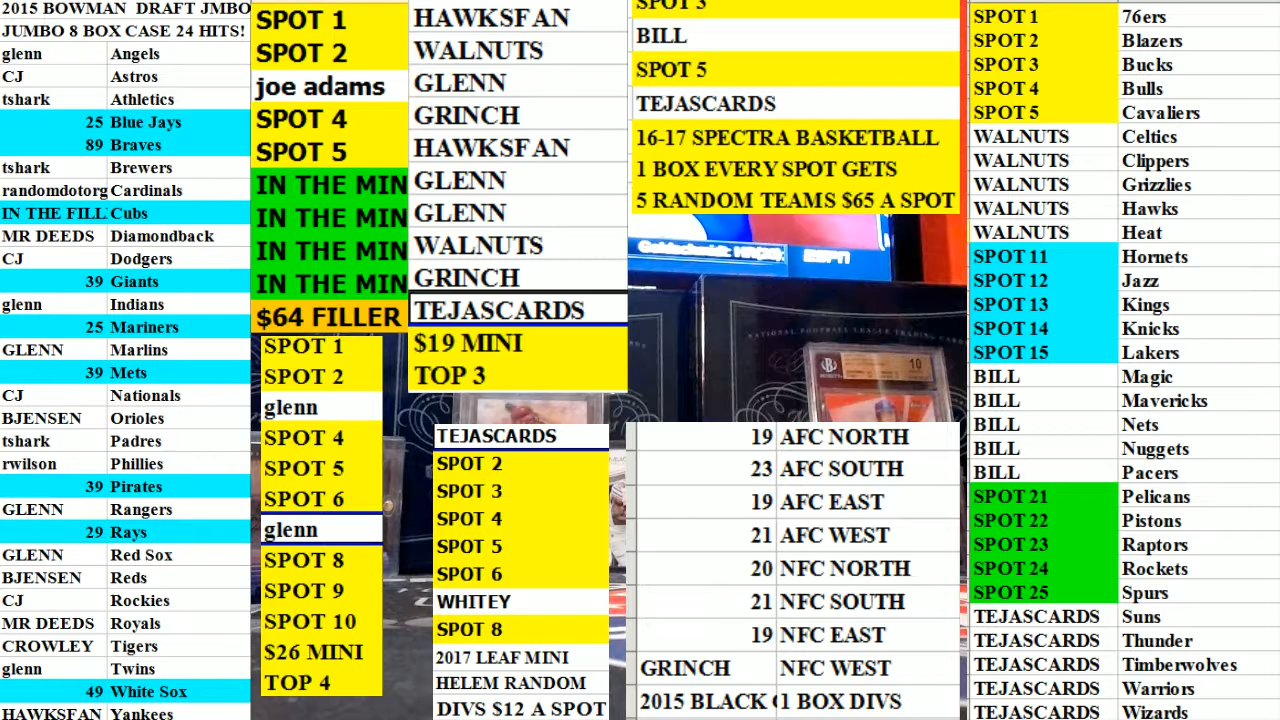 2015 BOWMAN DRAFT JMBO
JUMBO 8 BOX CASE 24 HITS!
glenn Angels
CJ Astros
tshark Athletics
25 Blue Jays
89 Braves
tshark Brewers
randomdotorg Cardinals
IN THE FILL Cubs
MR DEEDS Diamondback
CJ Dodgers
39 Giants
glenn Indians
25 Mariners
GLENN Marlins
39 Mets
CJ Nationals
BJENSEN Orioles
tshark Padres
rwilson Phillies
39 Pirates
GLENN Rangers
29 Rays
GLENN Red Sox
BJENSEN Reds
CJ Rockies
MR DEEDS Royals
CROWLEY Tigers
glenn Twins
49 White Sox
HAWKSFAN Yankees
SPOT 1
SPOT 2
joe adams
SPOT 4
SPOT 5
IN THE MIN
IN THE MIN
IN THE MIN
IN THE MIN
$64 FILLER
SPOT 1
SPOT 2
glenn
SPOT 4
SPOT 5
SPOT 6
glenn
SPOT 8
SPOT 9
SPOT 10
$26 MINI
TOP 4
HAWKSFAN
WALNUTS
GLENN
GRINCH
HAWKSFAN
GLENN
GLENN
WALNUTS
GRINCH
TEJASCARDS
$19 MINI
TOP 3
TEJASCARDS
SPOT 2
SPOT 3
SPOT 4
SPOT 5
SPOT 6
WHITEY
SPOT 8
2017 LEAF MINI
HELEM RANDOM
DIVS $12 A SPOT
SPOT 3
BILL
SPOT 5
TEJASCARDS
16-17 SPECTRA BASKETBALL
1 BOX EVERY SPOT GETS
5 RANDOM TEAMS $65 A SPOT
ESPN
NATIONAL FOOTBALL LEAGUE TRADING
10
19 AFC NORTH
23 AFC SOUTH
19 AFC EAST
21 AFC WEST
20 NFC NORTH
21 NFC SOUTH
19 NFC EAST
GRINCH NFC WEST
2015 BLACK 1 BOX DIVS
SPOT 1 76ers
SPOT 2 Blazers
SPOT 3 Bucks
SPOT 4 Bulls
SPOT 5 Cavaliers
WALNUTS Celtics
WALNUTS Clippers
WALNUTS Grizzlies
WALNUTS Hawks
WALNUTS Heat
SPOT 11 Hornets
SPOT 12 Jazz
SPOT 13 Kings
SPOT 14 Knicks
SPOT 15 Lakers
BILL Magic
BILL Mavericks
BILL Nets
BILL Nuggets
BILL Pacers
SPOT 21 Pelicans
SPOT 22 Pistons
SPOT 23 Raptors
SPOT 24 Rockets
SPOT 25 Spurs
TEJASCARDS Suns
TEJASCARDS Thunder
TEJASCARDS Timberwolves
TEJASCARDS Warriors
TEJASCARDS Wizards